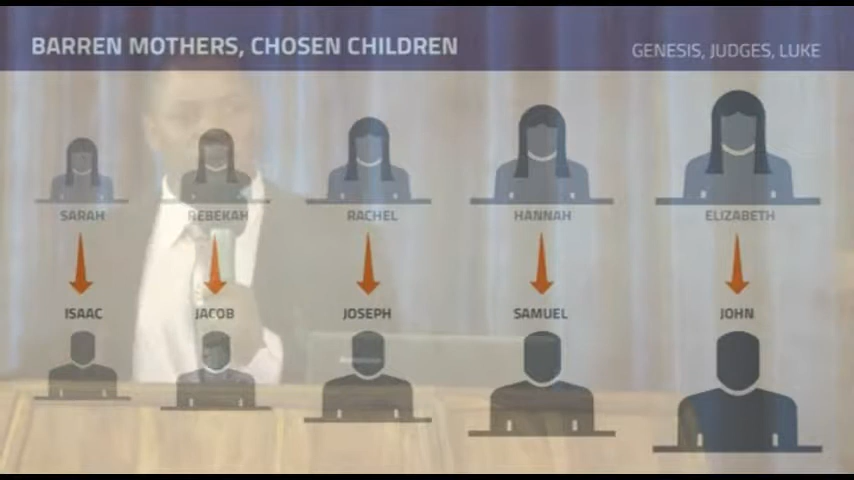 BARREN MOTHERS, CHOSEN CHILDREN
GENESIS, JUDGES, LUKE
SARAH REBEKAH RACHEL HANNAH ELIZABETH
ISAAC JACOB JOSEPH SAMUEL JOHN